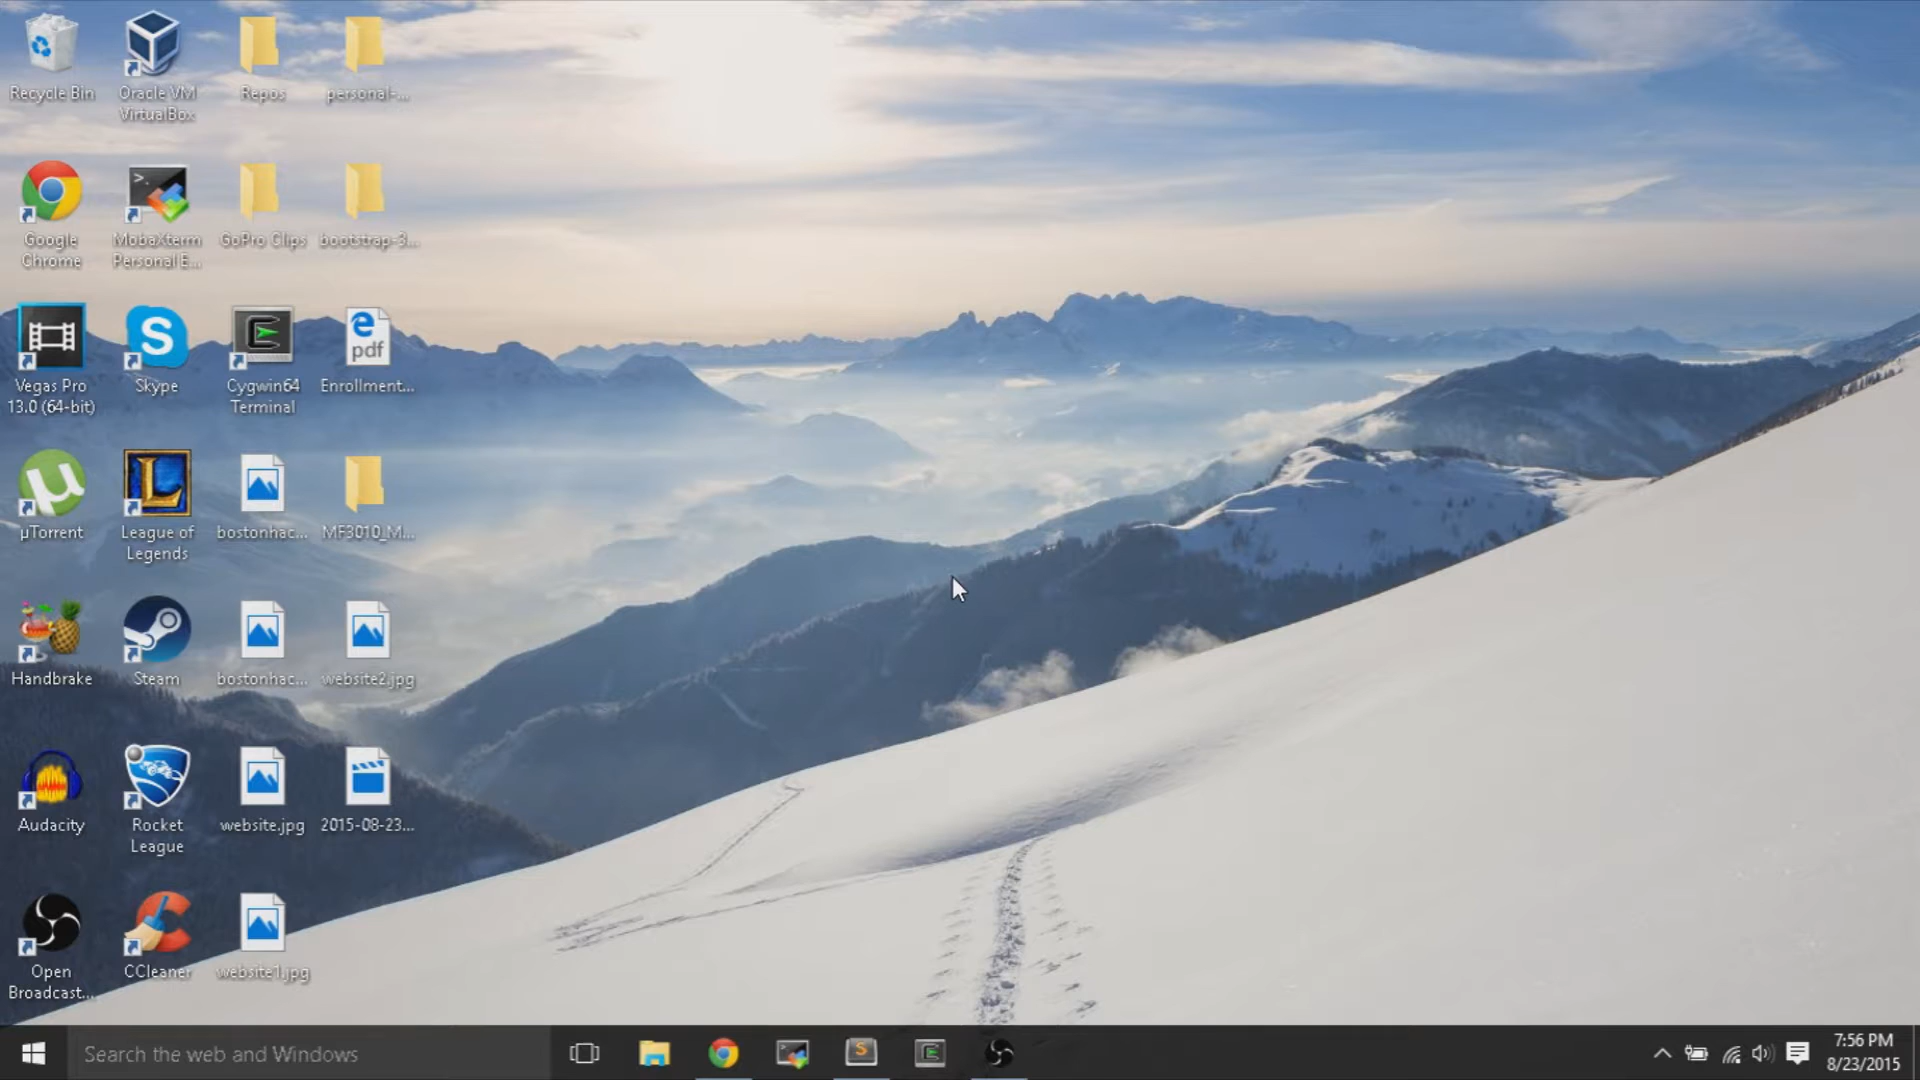 Recycle Bin
Oracle VM
VirtualBox
Repos
personal-...
Google
Chrome
MobaXterm
Personal E...
GoPro Clips
bootstrap-3...
Vegas Pro
13.0 (64-bit)
Skype
Cygwin64
Terminal
pdf
Enrollment...
µTorrent
League of
Legends
bostonhac...
MF3010_M...
Handbrake
Steam
bostonhac...
website2.jpg
Audacity
Rocket
League
website.jpg
2015-08-23...
Open
Broadcast...
CCleaner
website1.jpg
Search the web and Windows
7:56 PM
8/23/2015